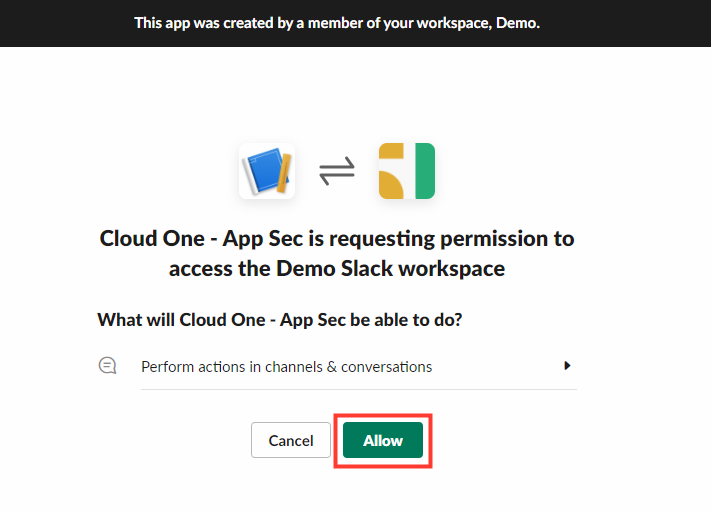 This app was created by a member of your workspace, Demo.
Cloud One - App Sec is requesting permission to
access the Demo Slack workspace
What will Cloud One - App Sec be able to do?
Perform actions in channels & conversations
Cancel
Allow